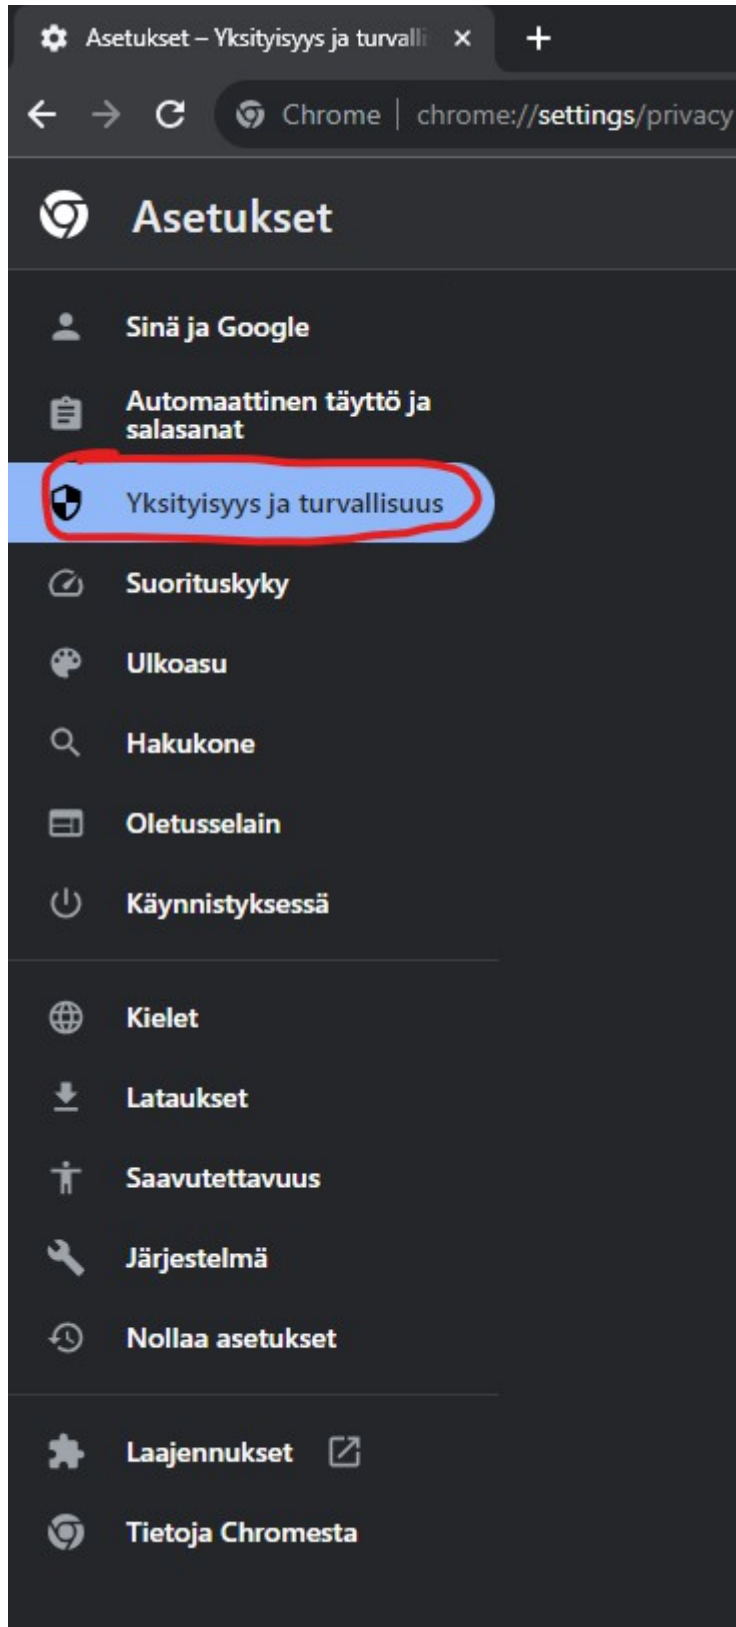 Asetukset – Yksityisyys ja turvalli
Chrome | chrome://settings/privacy
Asetukset
Sinä ja Google
Automaattinen täyttö ja
salasanat
Yksityisyys ja turvallisuus
Suorituskyky
Ulkoasu
Hakukone
Oletusselain
Käynnistyksessä
Kielet
Lataukset
Saavutettavuus
Järjestelmä
Nollaa asetukset
Laajennukset
Tietoja Chromesta